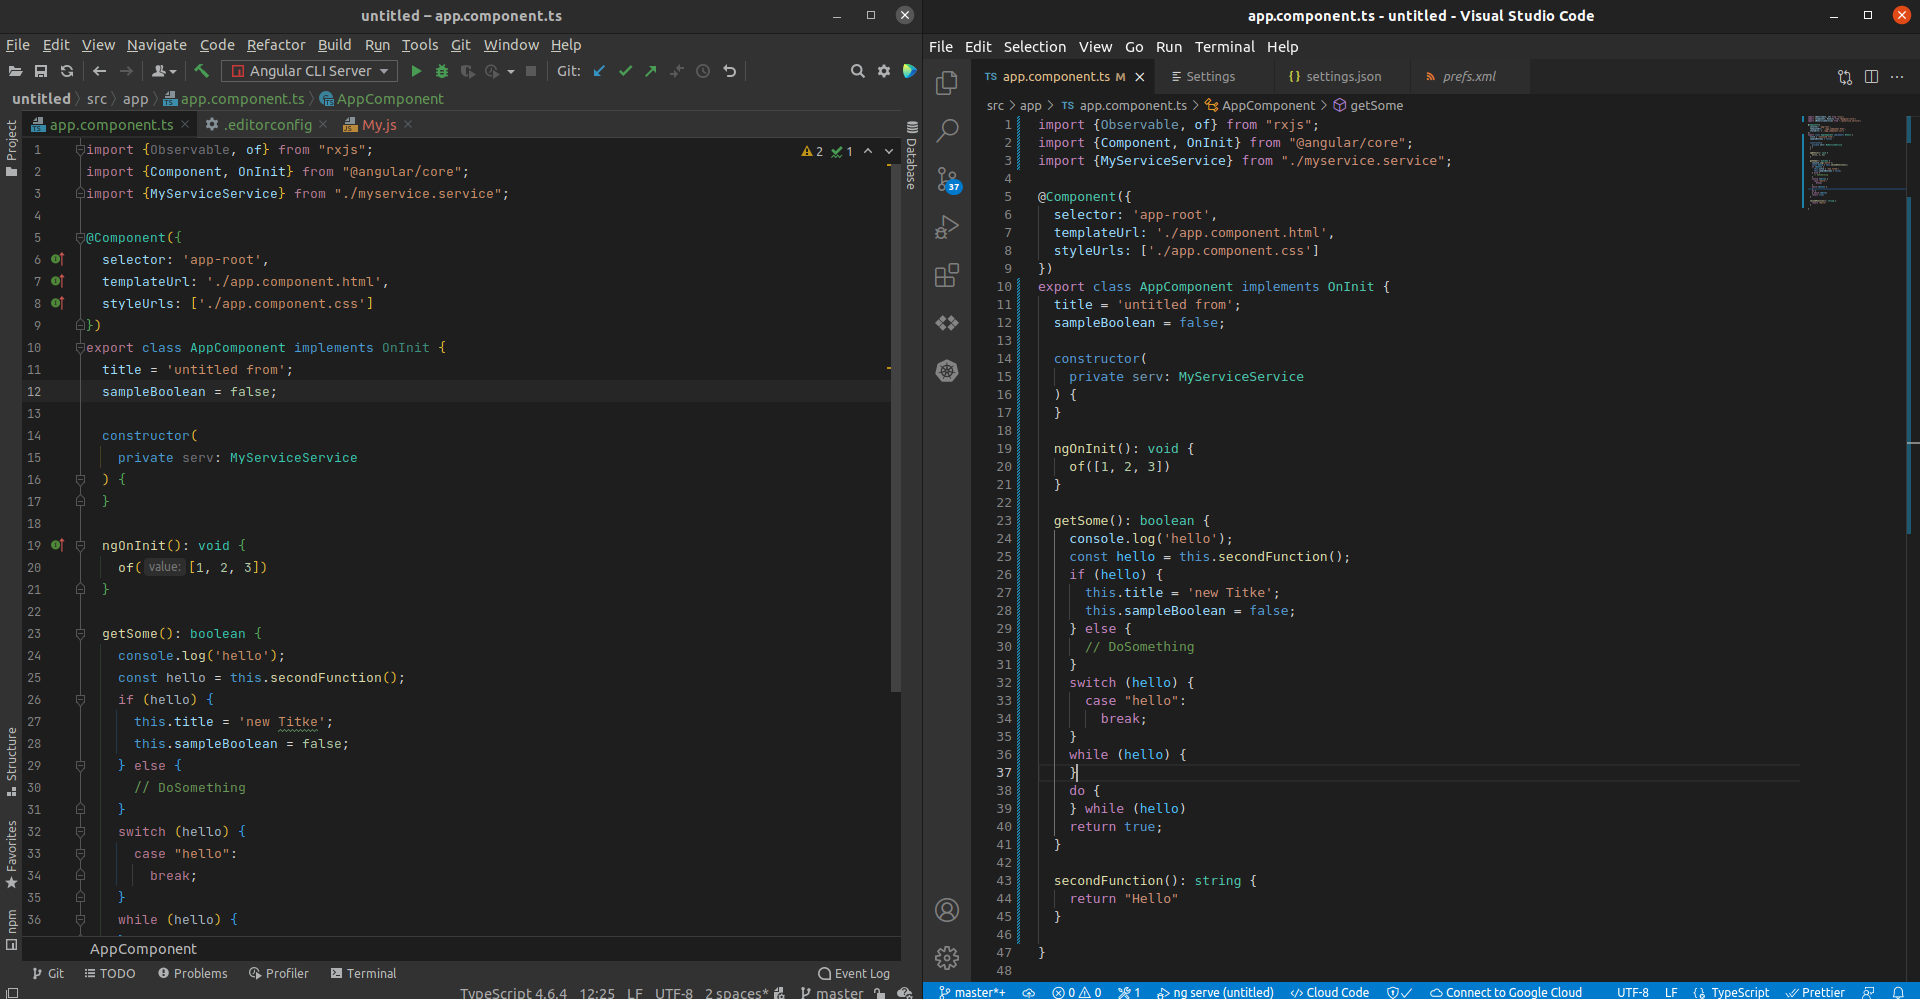 untitled – app.component.ts
File Edit View Navigate Code Refactor Build Run Tools Git Window Help
Angular CLI Server
Git:
untitled src app app.component.ts AppComponent
app.component.ts .editorconfig My.js
Project
Structure
Favorites
npm
Database
2 1
1 import {Observable, of} from "rxjs";
2 import {Component, OnInit} from "@angular/core";
3 import {MyServiceService} from "./myservice.service";
4
5 @Component({
6 selector: 'app-root',
7 templateUrl: './app.component.html',
8 styleUrls: ['./app.component.css']
9 })
10 export class AppComponent implements OnInit {
11 title = 'untitled from';
12 sampleBoolean = false;
13
14 constructor(
15 private serv: MyServiceService
16 ) {
17 }
18
19 ngOnInit(): void {
20 of( value: [1, 2, 3])
21 }
22
23 getSome(): boolean {
24 console.log('hello');
25 const hello = this.secondFunction();
26 if (hello) {
27 this.title = 'new Titke';
28 this.sampleBoolean = false;
29 } else {
30 // DoSomething
31 }
32 switch (hello) {
33 case "hello":
34 break;
35 }
36 while (hello) {
AppComponent
Git TODO Problems Profiler Terminal Event Log
TypeScript 4.6.4 12:25 LF UTF-8 2 spaces* master
app.component.ts - untitled - Visual Studio Code
File Edit Selection View Go Run Terminal Help
TS app.component.ts M Settings {} settings.json prefs.xml
src > app > TS app.component.ts > AppComponent > getSome
37
1 import {Observable, of} from "rxjs";
2 import {Component, OnInit} from "@angular/core";
3 import {MyServiceService} from "./myservice.service";
4
5 @Component({
6 selector: 'app-root',
7 templateUrl: './app.component.html',
8 styleUrls: ['./app.component.css']
9 })
10 export class AppComponent implements OnInit {
11 title = 'untitled from';
12 sampleBoolean = false;
13
14 constructor(
15 private serv: MyServiceService
16 ) {
17 }
18
19 ngOnInit(): void {
20 of([1, 2, 3])
21 }
22
23 getSome(): boolean {
24 console.log('hello');
25 const hello = this.secondFunction();
26 if (hello) {
27 this.title = 'new Titke';
28 this.sampleBoolean = false;
29 } else {
30 // DoSomething
31 }
32 switch (hello) {
33 case "hello":
34 break;
35 }
36 while (hello) {
37 }
38 do {
39 } while (hello)
40 return true;
41 }
42
43 secondFunction(): string {
44 return "Hello"
45 }
46
47 }
48
master*+ 0 0 1 ng serve (untitled) </> Cloud Code Connect to Google Cloud UTF-8 LF {} TypeScript Prettier